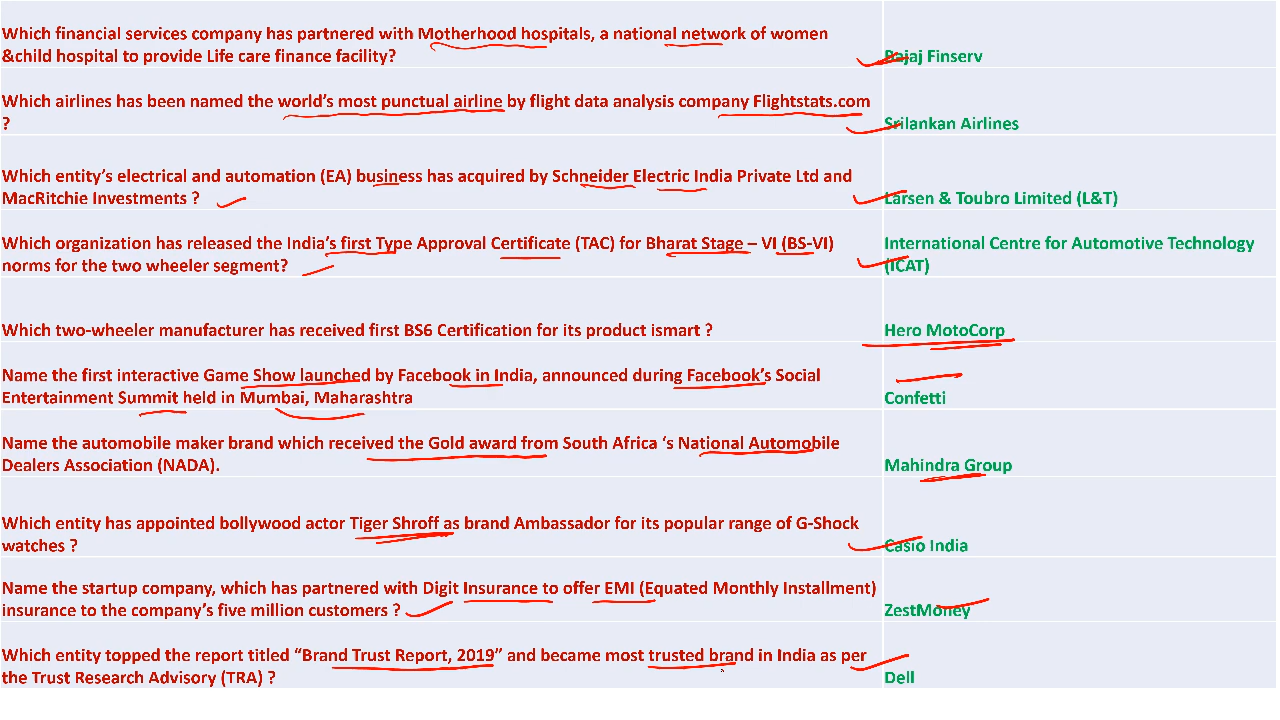 Which financial services company has partnered with Motherhood hospitals, a national network of women
&child hospital to provide Life care finance facility?
Bajaj Finserv
Which airlines has been named the world's most punctual airline by flight data analysis company Flightstats.com
?
Srilankan Airlines
Which entity's electrical and automation (EA) business has acquired by Schneider Electric India Private Ltd and
MacRitchie Investments ?
Larsen & Toubro Limited (L&T)
Which organization has released the India's first Type Approval Certificate (TAC) for Bharat Stage – VI (BS-VI)
norms for the two wheeler segment?
International Centre for Automotive Technology
(ICAT)
Which two-wheeler manufacturer has received first BS6 Certification for its product ismart ?
Hero MotoCorp
Name the first interactive Game Show launched by Facebook in India, announced during Facebook's Social
Entertainment Summit held in Mumbai, Maharashtra
Confetti
Name the automobile maker brand which received the Gold award from South Africa 's National Automobile
Dealers Association (NADA).
Mahindra Group
Which entity has appointed bollywood actor Tiger Shroff as brand Ambassador for its popular range of G-Shock
watches ?
Casio India
Name the startup company, which has partnered with Digit Insurance to offer EMI (Equated Monthly Installment)
insurance to the company's five million customers ?
ZestMoney
Which entity topped the report titled “Brand Trust Report, 2019” and became most trusted brand in India as per
the Trust Research Advisory (TRA) ?
Dell